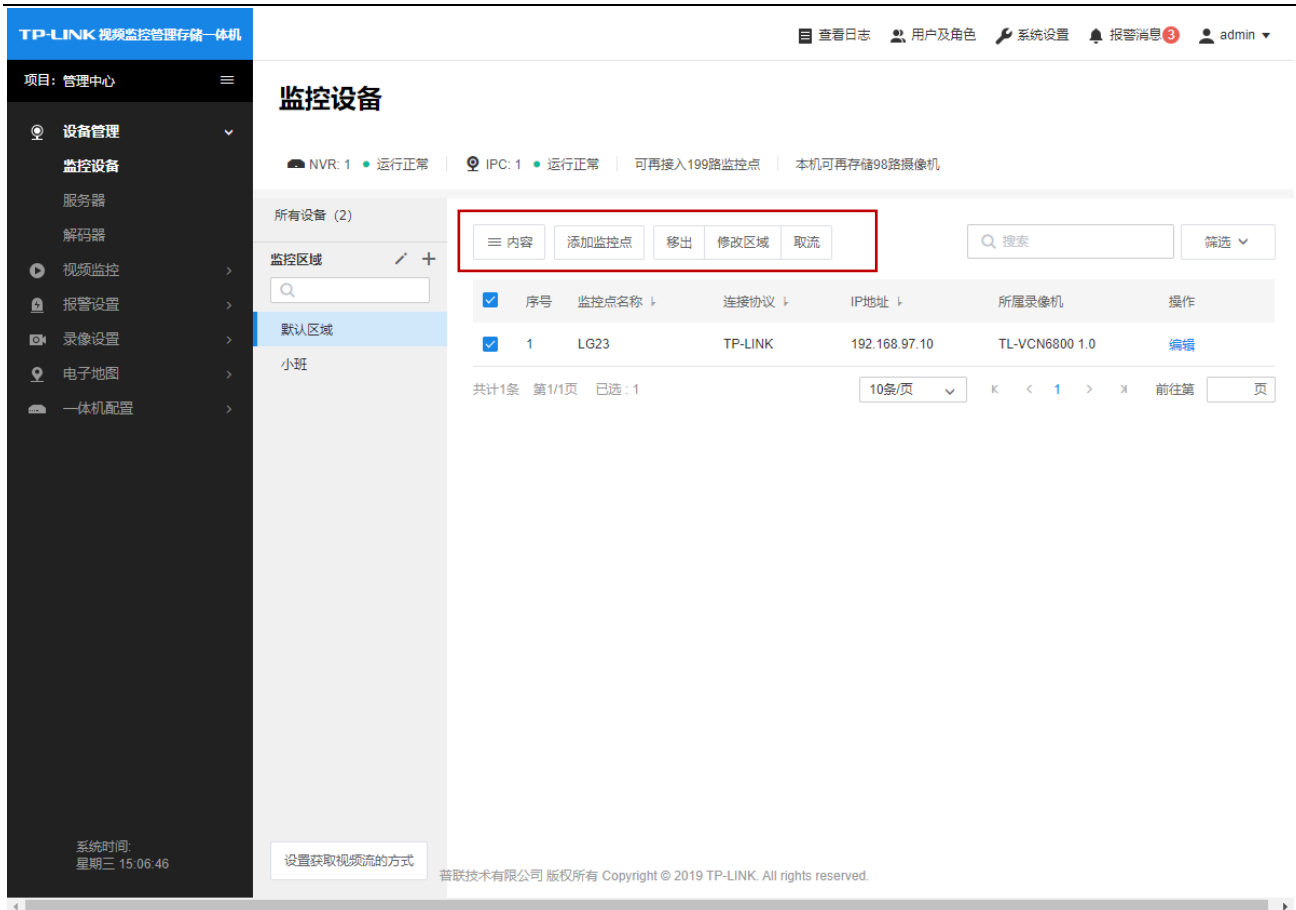 TP-LINK 视频监控管理存储一体机
查看日志 用户及角色 系统设置 报警消息 3 admin
项目: 管理中心
设备管理
监控设备
服务器
解码器
视频监控
报警设置
录像设置
电子地图
一体机配置
系统时间:
星期三 15:06:46
监控设备
NVR: 1 运行正常 IPC: 1 运行正常 可再接入199路监控点 本机可再存储98路摄像机
所有设备 (2)
监控区域
默认区域
小班
设置获取视频流的方式
内容 添加监控点 移出 修改区域 取流 搜索 筛选
序号 监控点名称 连接协议 IP地址 所属录像机 操作
1 LG23 TP-LINK 192.168.97.10 TL-VCN6800 1.0 编辑
共计1条 第1/1页 已选 : 1 10条/页 1 前往第 页
普联技术有限公司 版权所有 Copyright © 2019 TP-LINK. All rights reserved.